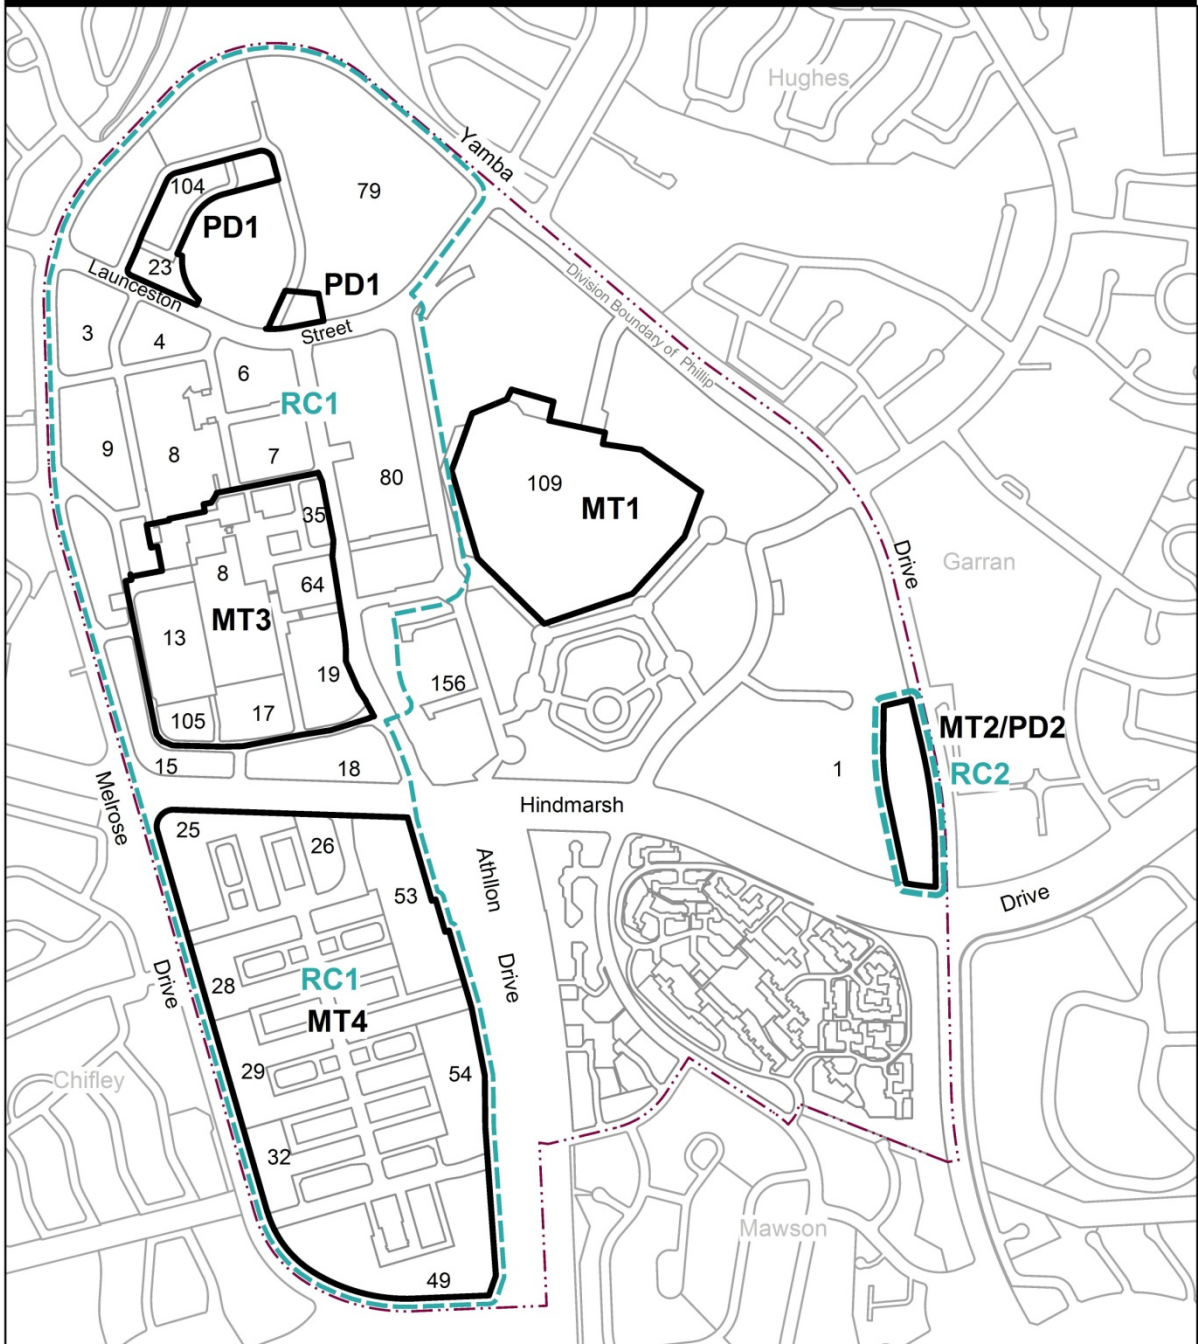 Hughes
Yamba
79
104
PD1
23
Launceston
PD1
Street
Division Boundary of Phillip
3
4
6
RC1
9
8
7
80
109
MT1
35
8
64
MT3
13
19
105
17
156
15
18
Drive
Garran
MT2/PD2
RC2
1
Melrose
Hindmarsh
25
26
Athllon
53
Drive
Drive
28
RC1
MT4
Drive
29
54
Chifley
32
49
Mawson